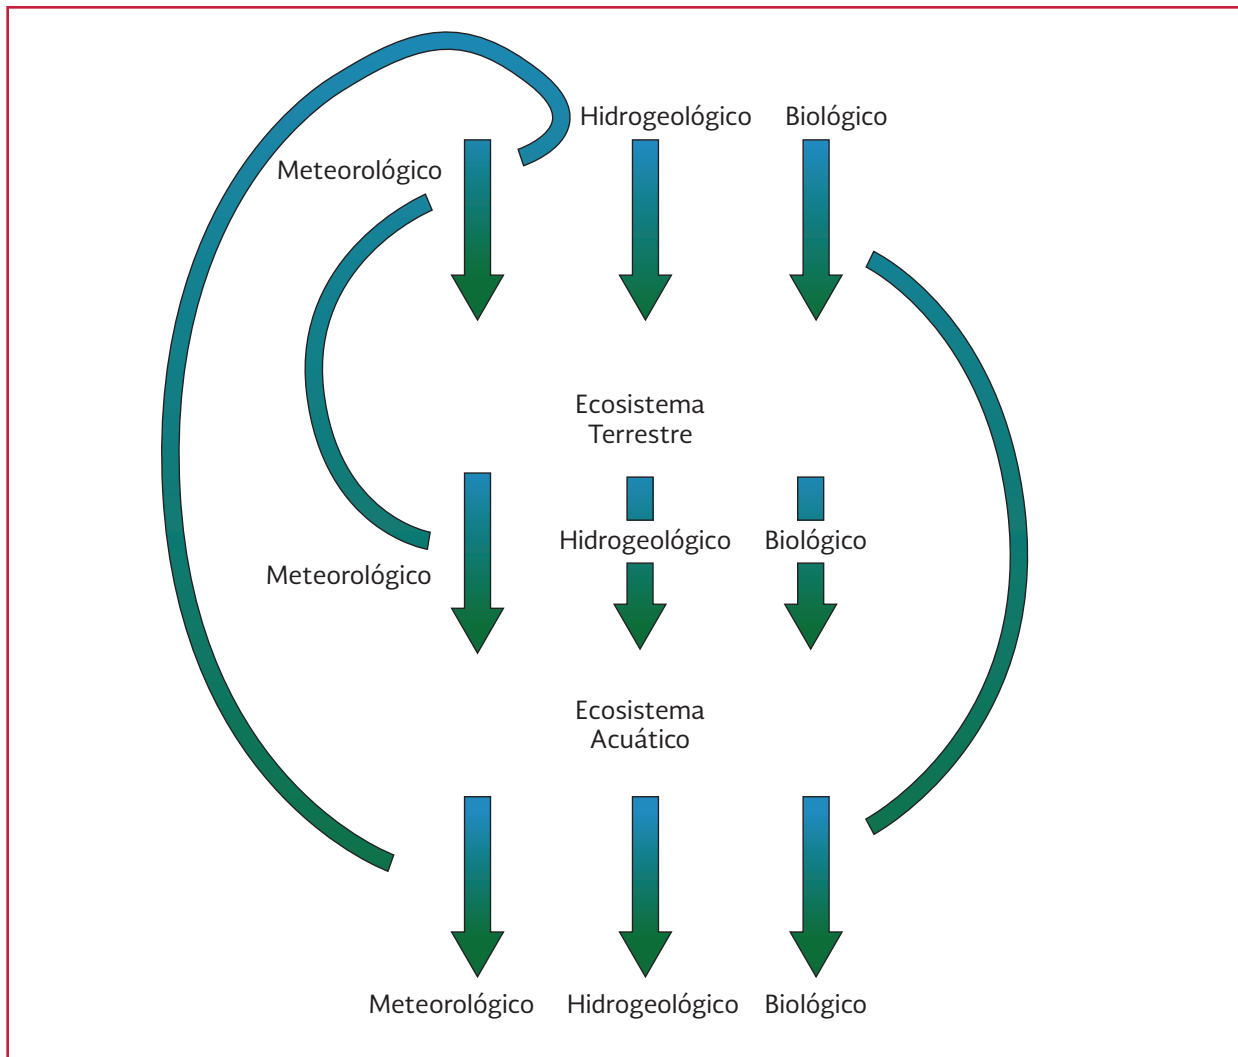 Hidrogeológico Biológico
Meteorológico
Ecosistema
Terrestre
Hidrogeológico Biológico
Meteorológico
Ecosistema
Acuático
Meteorológico Hidrogeológico Biológico